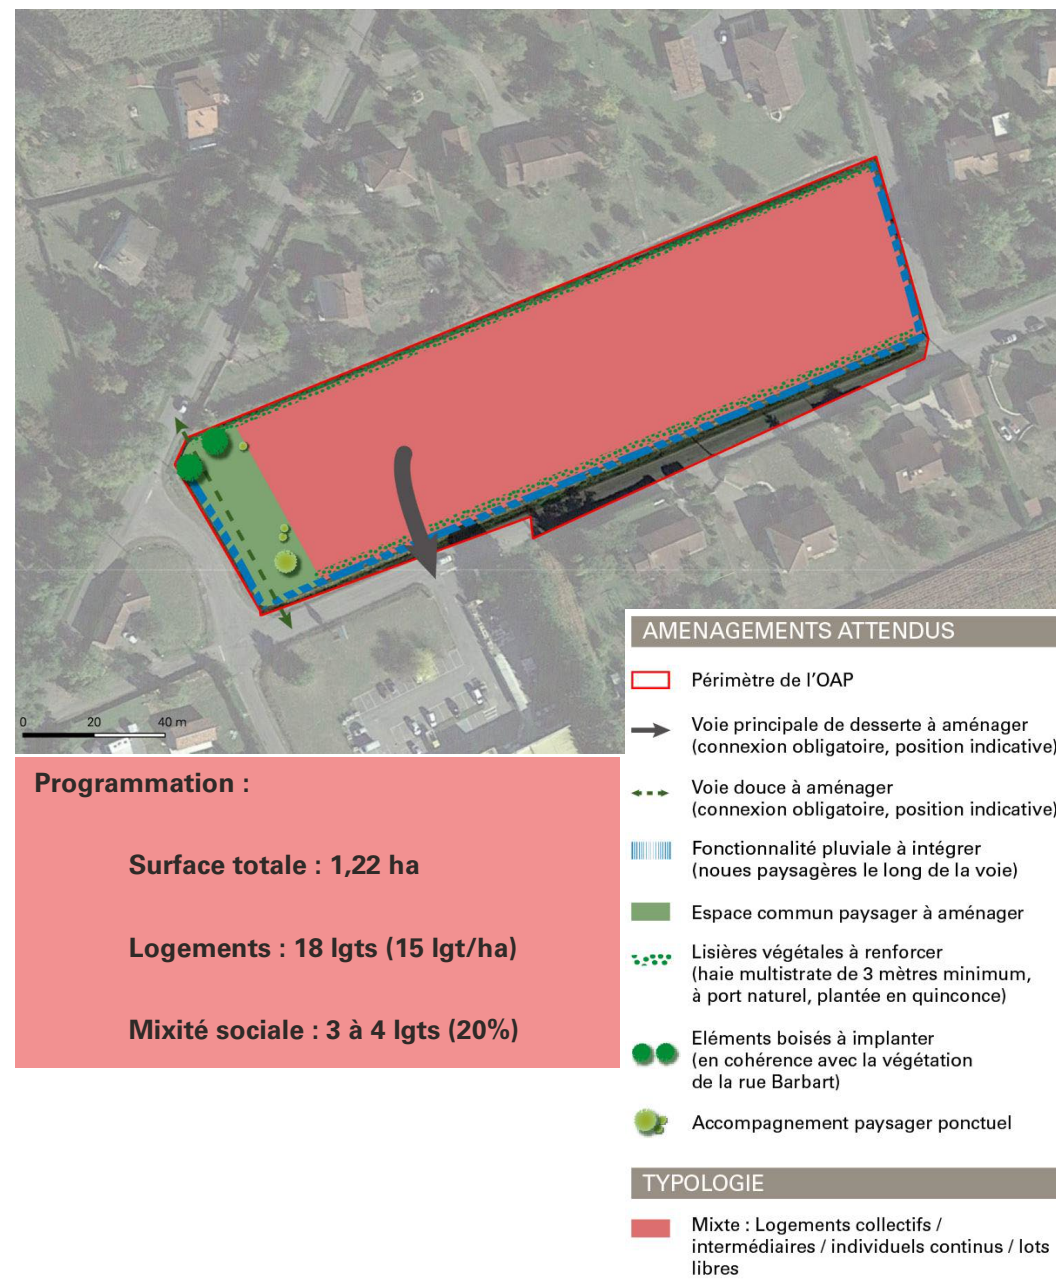 0 20 40 m
Programmation :
Surface totale : 1,22 ha
Logements : 18 lgts (15 lgt/ha)
Mixité sociale : 3 à 4 lgts (20%)
AMENAGEMENTS ATTENDUS
Périmètre de l’OAP
Voie principale de desserte à aménager
(connexion obligatoire, position indicative)
Voie douce à aménager
(connexion obligatoire, position indicative)
Fonctionnalité pluviale à intégrer
(noues paysagères le long de la voie)
Espace commun paysager à aménager
Lisières végétales à renforcer
(haie multistrate de 3 mètres minimum,
à port naturel, plantée en quinconce)
Eléments boisés à implanter
(en cohérence avec la végétation
de la rue Barbart)
Accompagnement paysager ponctuel
TYPOLOGIE
Mixte : Logements collectifs /
intermédiaires / individuels continus / lots
libres